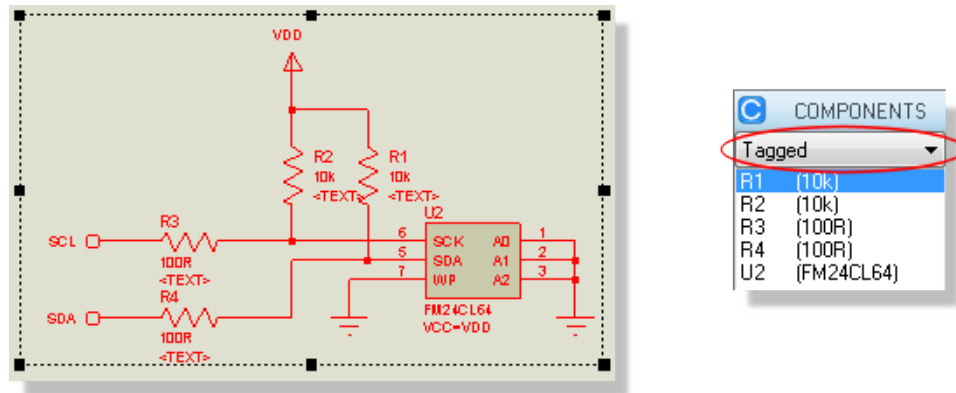 VDD
R2
R1
10k
10k
<TEXT>
<TEXT>
U2
SCL
R3
100R
<TEXT>
6
SCK
A0
1
5
SDA
A1
2
7
WP
A2
3
SDA
R4
100R
<TEXT>
FM24CL64
VCC=VDD
C COMPONENTS
Tagged
R1 (10k)
R2 (10k)
R3 (100R)
R4 (100R)
U2 (FM24CL64)